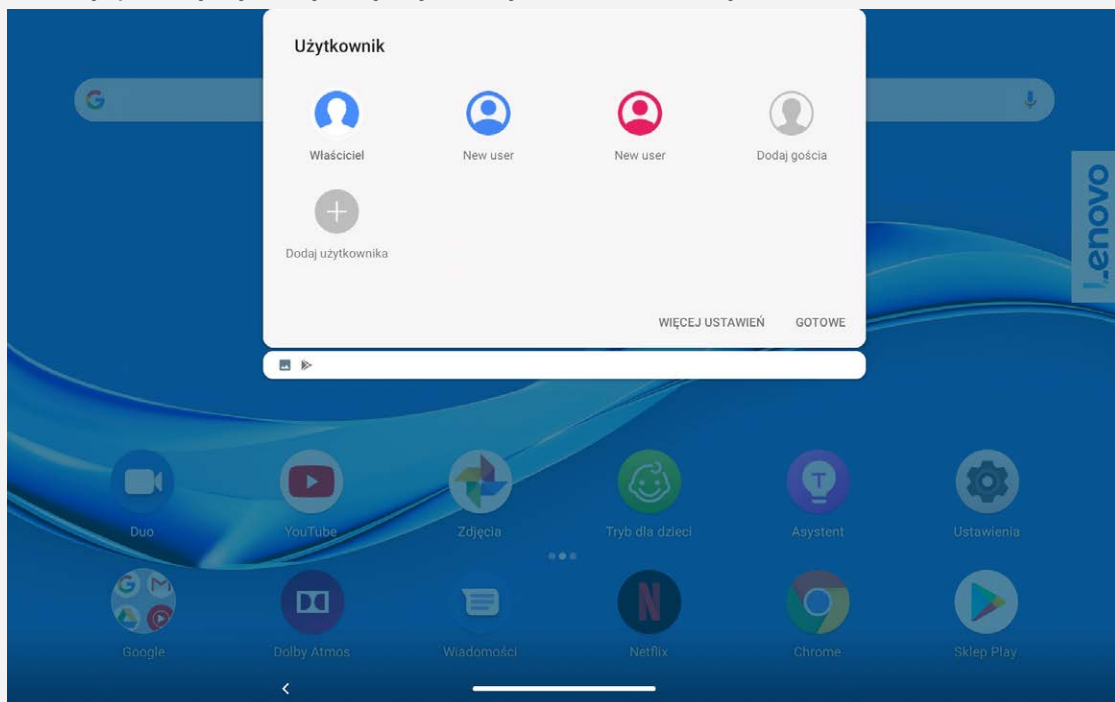 Użytkownik
Właściciel
New user
New user
Dodaj gościa
Dodaj użytkownika
WIĘCEJ USTAWIEŃ
GOTOWE
Lenovo
Duo
YouTube
Zdjęcia
Tryb dla dzieci
T
Asystent
Ustawienia
Google
Dolby Atmos
Wiadomości
Netflix
Chrome
Sklep Play